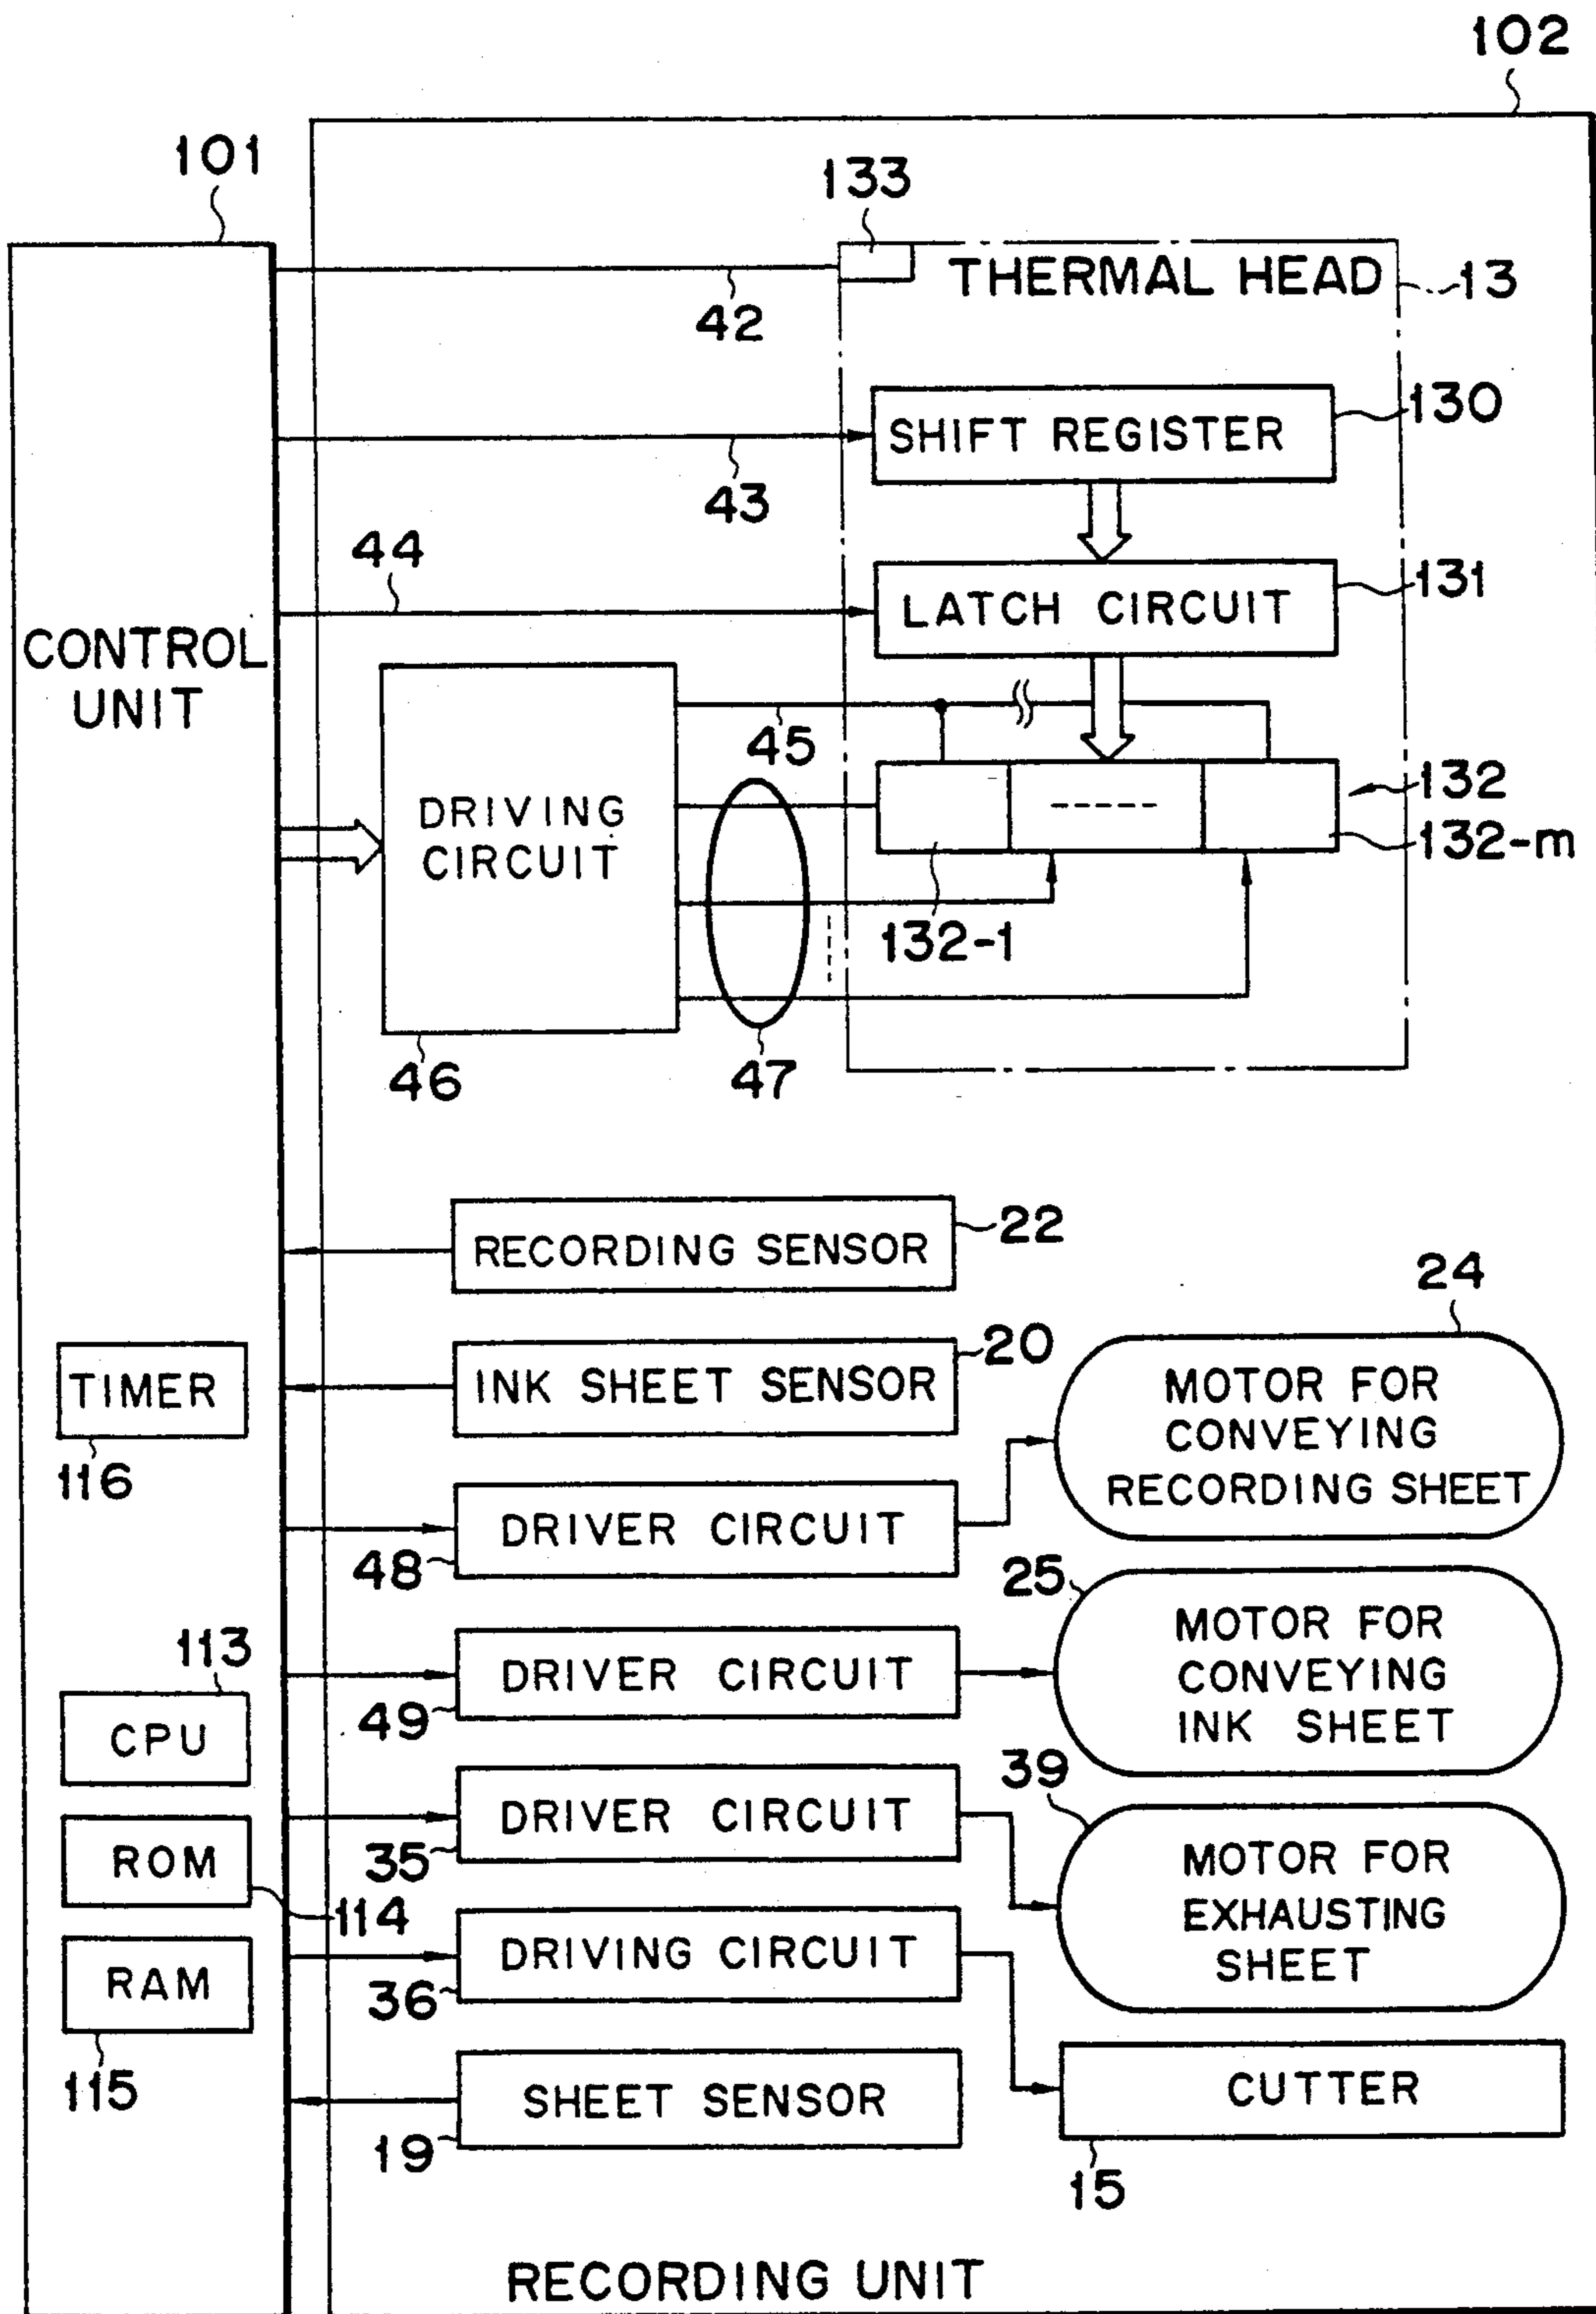 102
101
133
THERMAL HEAD
13
42
SHIFT REGISTER
130
43
44
LATCH CIRCUIT
131
CONTROL
UNIT
45
DRIVING
CIRCUIT
132
132-m
132-1
46
47
RECORDING SENSOR
22
24
TIMER
116
INK SHEET SENSOR
20
MOTOR FOR
CONVEYING
RECORDING SHEET
DRIVER CIRCUIT
48
25
113
CPU
DRIVER CIRCUIT
49
MOTOR FOR
CONVEYING
INK SHEET
39
ROM
114
DRIVER CIRCUIT
35
MOTOR FOR
EXHAUSTING
SHEET
RAM
115
DRIVING CIRCUIT
36
SHEET SENSOR
19
CUTTER
15
RECORDING UNIT